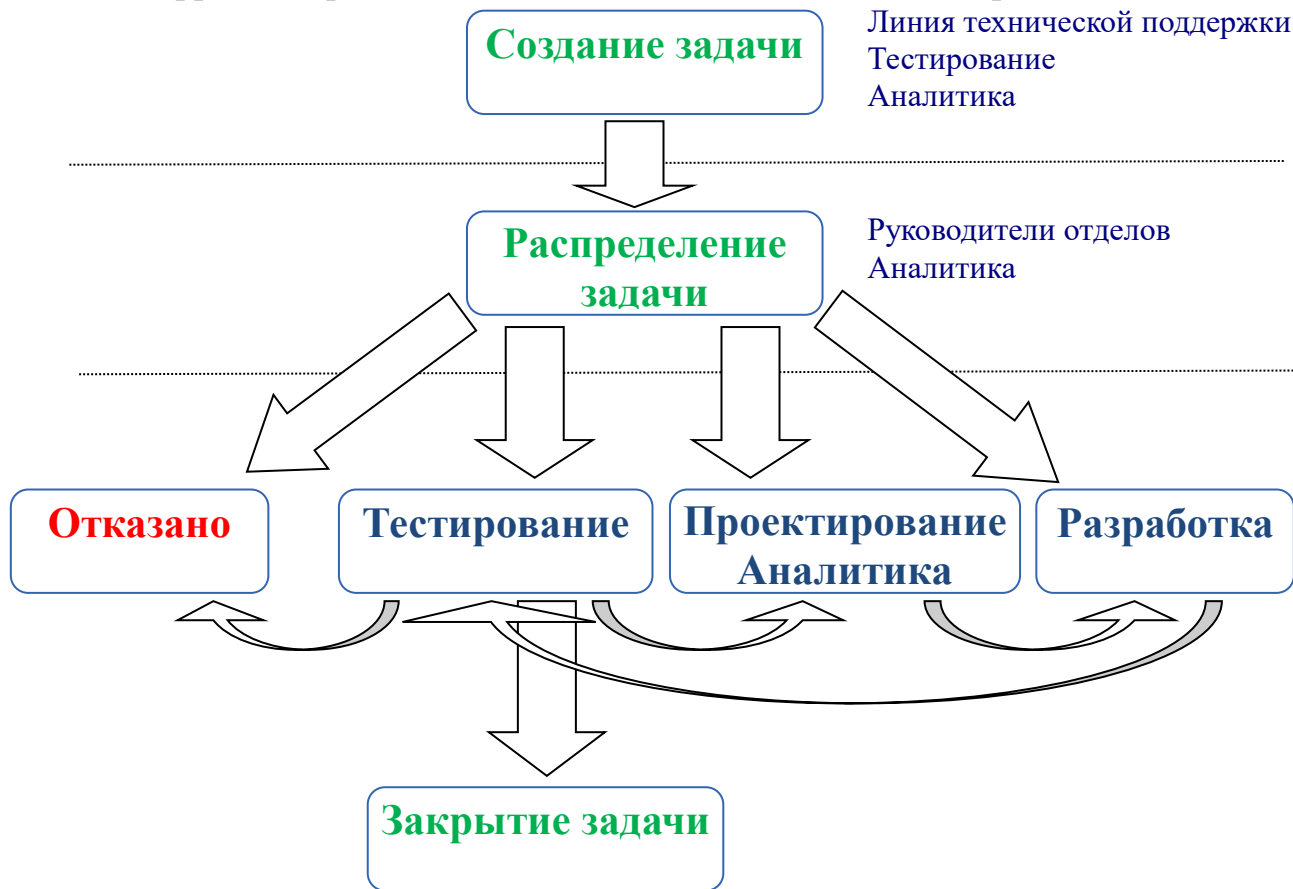 Создание задачи
Линия технической поддержки
Тестирование
Аналитика
Распределение
задачи
Руководители отделов
Аналитика
Отказано
Тестирование
Проектирование
Аналитика
Разработка
Закрытие задачи